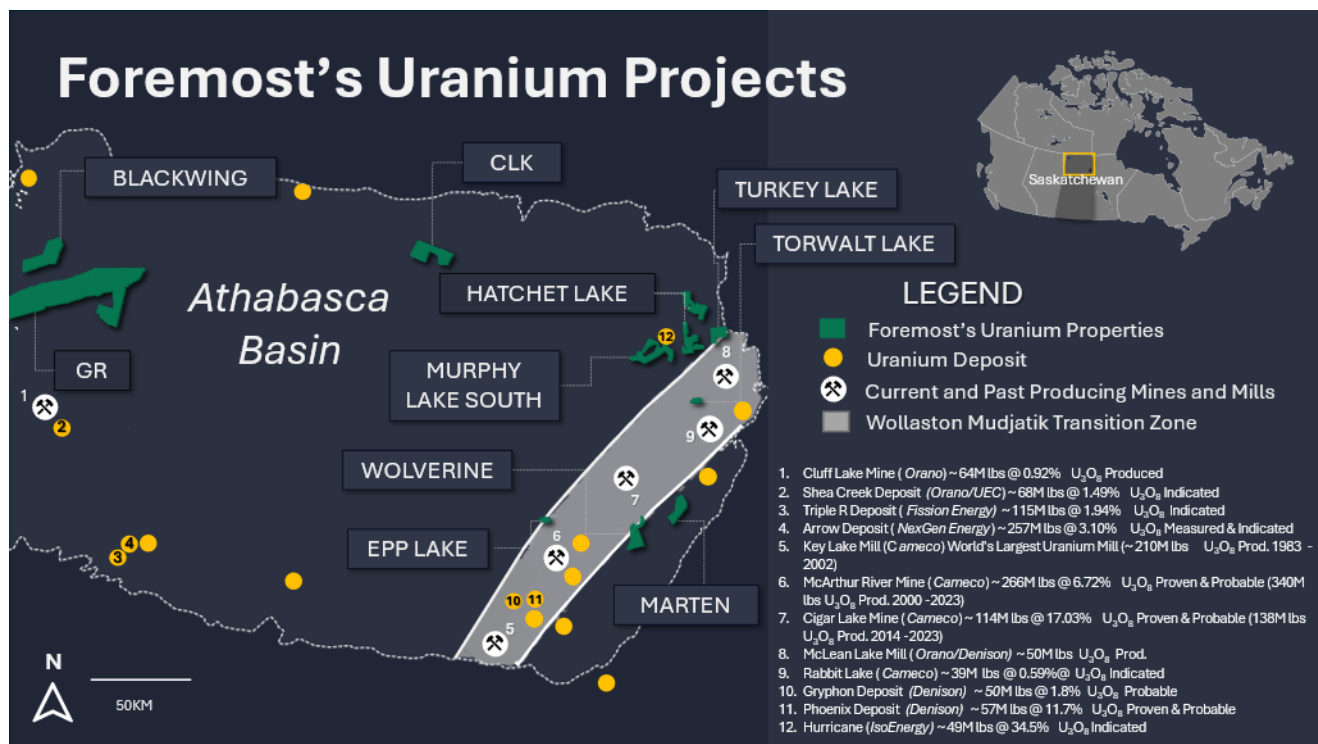 Foremost's Uranium Projects
BLACKWING
CLK
TURKEY LAKE
TORWALT LAKE
Saskatchewan
Athabasca
Basin
HATCHET LAKE
GR
MURPHY
LAKE SOUTH
WOLVERINE
EPP LAKE
MARTEN
1
2
3
4
5
6
7
8
9
10
11
12
N
50KM
LEGEND
Foremost's Uranium Properties
Uranium Deposit
Current and Past Producing Mines and Mills
Wollaston Mudjatik Transition Zone
1. Cluff Lake Mine ( Orano) ~ 64M lbs @ 0.92% U₃O₈ Produced
2. Shea Creek Deposit (Orano/UEC) ~ 68M lbs @ 1.49% U₃O₈ Indicated
3. Triple R Deposit ( Fission Energy) ~ 115M lbs @ 1.94% U₃O₈ Indicated
4. Arrow Deposit ( NexGen Energy) ~ 257M lbs @ 3.10% U₃O₈ Measured & Indicated
5. Key Lake Mill (C ameco) World's Largest Uranium Mill (~ 210M lbs U₃O₈ Prod. 1983 -
2002)
6. McArthur River Mine ( Cameco) ~ 266M lbs @ 6.72% U₃O₈ Proven & Probable (340M
lbs U₃O₈ Prod. 2000 -2023)
7. Cigar Lake Mine ( Cameco) ~ 114M lbs @ 17.03% U₃O₈ Proven & Probable (138M lbs
U₃O₈ Prod. 2014 -2023)
8. McLean Lake Mill ( Orano/Denison) ~ 50M lbs U₃O₈ Prod.
9. Rabbit Lake ( Cameco) ~ 39M lbs @ 0.59%@ U₃O₈ Indicated
10. Gryphon Deposit (Denison) ~ 50M lbs @ 1.8% U₃O₈ Probable
11. Phoenix Deposit (Denison) ~ 57M lbs @ 11.7% U₃O₈ Proven & Probable
12. Hurricane (IsoEnergy) ~ 49M lbs @ 34.5% U₃O₈ Indicated